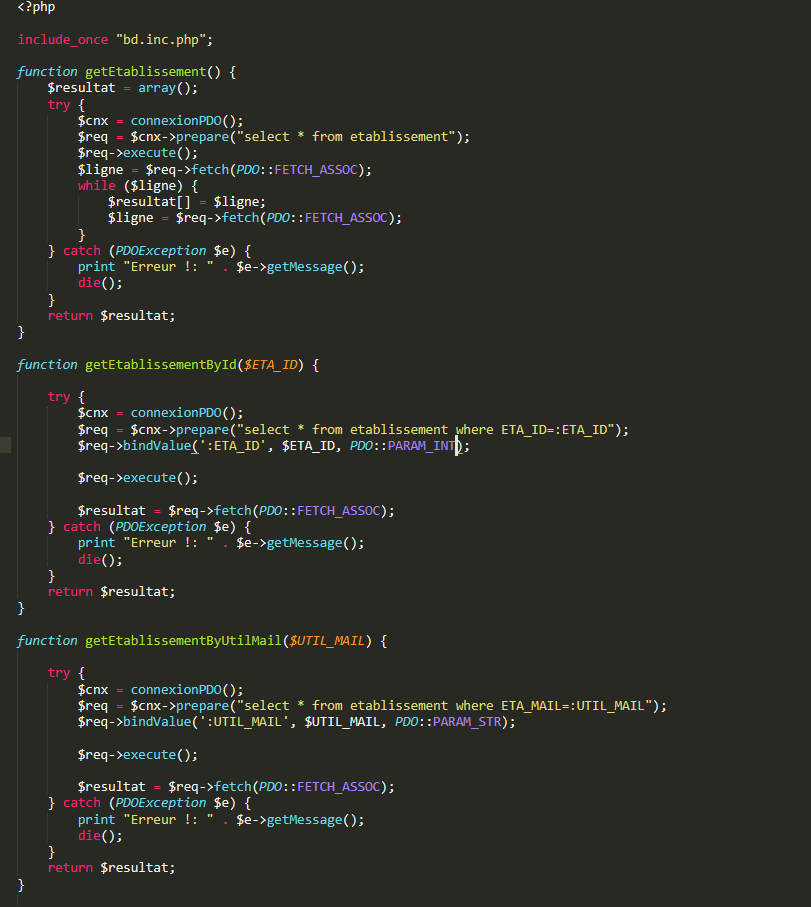 <?php
include_once "bd.inc.php";
function getEtablissement() {
$resultat = array();
try {
$cnx = connexionPDO();
$req = $cnx->prepare("select * from etablissement");
$req->execute();
$ligne = $req->fetch(PDO::FETCH_ASSOC);
while ($ligne) {
$resultat[] = $ligne;
$ligne = $req->fetch(PDO::FETCH_ASSOC);
}
} catch (PDOException $e) {
print "Erreur !: " . $e->getMessage();
die();
}
return $resultat;
}
function getEtablissementById($ETA_ID) {
try {
$cnx = connexionPDO();
$req = $cnx->prepare("select * from etablissement where ETA_ID=:ETA_ID");
$req->bindValue(':ETA_ID', $ETA_ID, PDO::PARAM_INT);
$req->execute();
$resultat = $req->fetch(PDO::FETCH_ASSOC);
} catch (PDOException $e) {
print "Erreur !: " . $e->getMessage();
die();
}
return $resultat;
}
function getEtablissementByUtilMail($UTIL_MAIL) {
try {
$cnx = connexionPDO();
$req = $cnx->prepare("select * from etablissement where ETA_MAIL=:UTIL_MAIL");
$req->bindValue(':UTIL_MAIL', $UTIL_MAIL, PDO::PARAM_STR);
$req->execute();
$resultat = $req->fetch(PDO::FETCH_ASSOC);
} catch (PDOException $e) {
print "Erreur !: " . $e->getMessage();
die();
}
return $resultat;
}